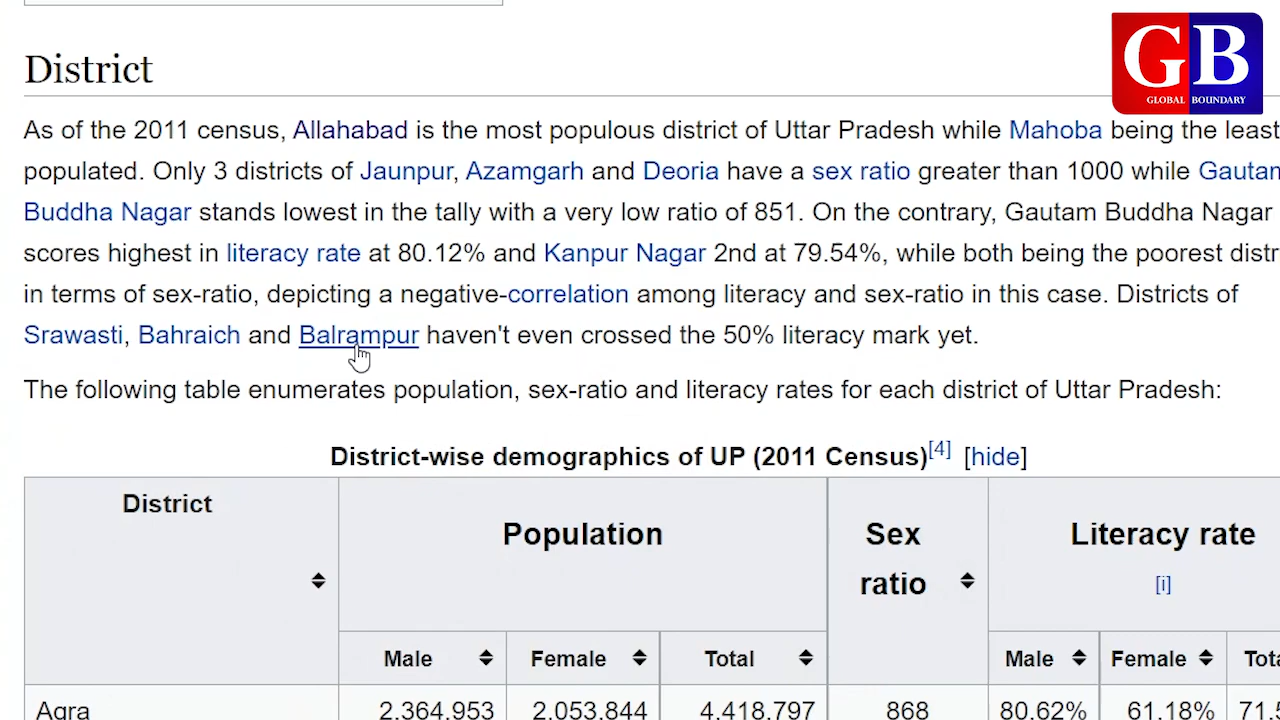 GB
GLOBAL BOUNDARY
District
As of the 2011 census, Allahabad is the most populous district of Uttar Pradesh while Mahoba being the least
populated. Only 3 districts of Jaunpur, Azamgarh and Deoria have a sex ratio greater than 1000 while Gautam
Buddha Nagar stands lowest in the tally with a very low ratio of 851. On the contrary, Gautam Buddha Nagar
scores highest in literacy rate at 80.12% and Kanpur Nagar 2nd at 79.54%, while both being the poorest distr
in terms of sex-ratio, depicting a negative-correlation among literacy and sex-ratio in this case. Districts of
Srawasti, Bahraich and Balrampur haven't even crossed the 50% literacy mark yet.
The following table enumerates population, sex-ratio and literacy rates for each district of Uttar Pradesh:
District-wise demographics of UP (2011 Census)[4] [hide]
District Population Sex ratio Literacy rate [i]
Male Female Total Male Female Tota
Agra 2,364,953 2,053,844 4,418,797 868 80.62% 61.18% 71.5